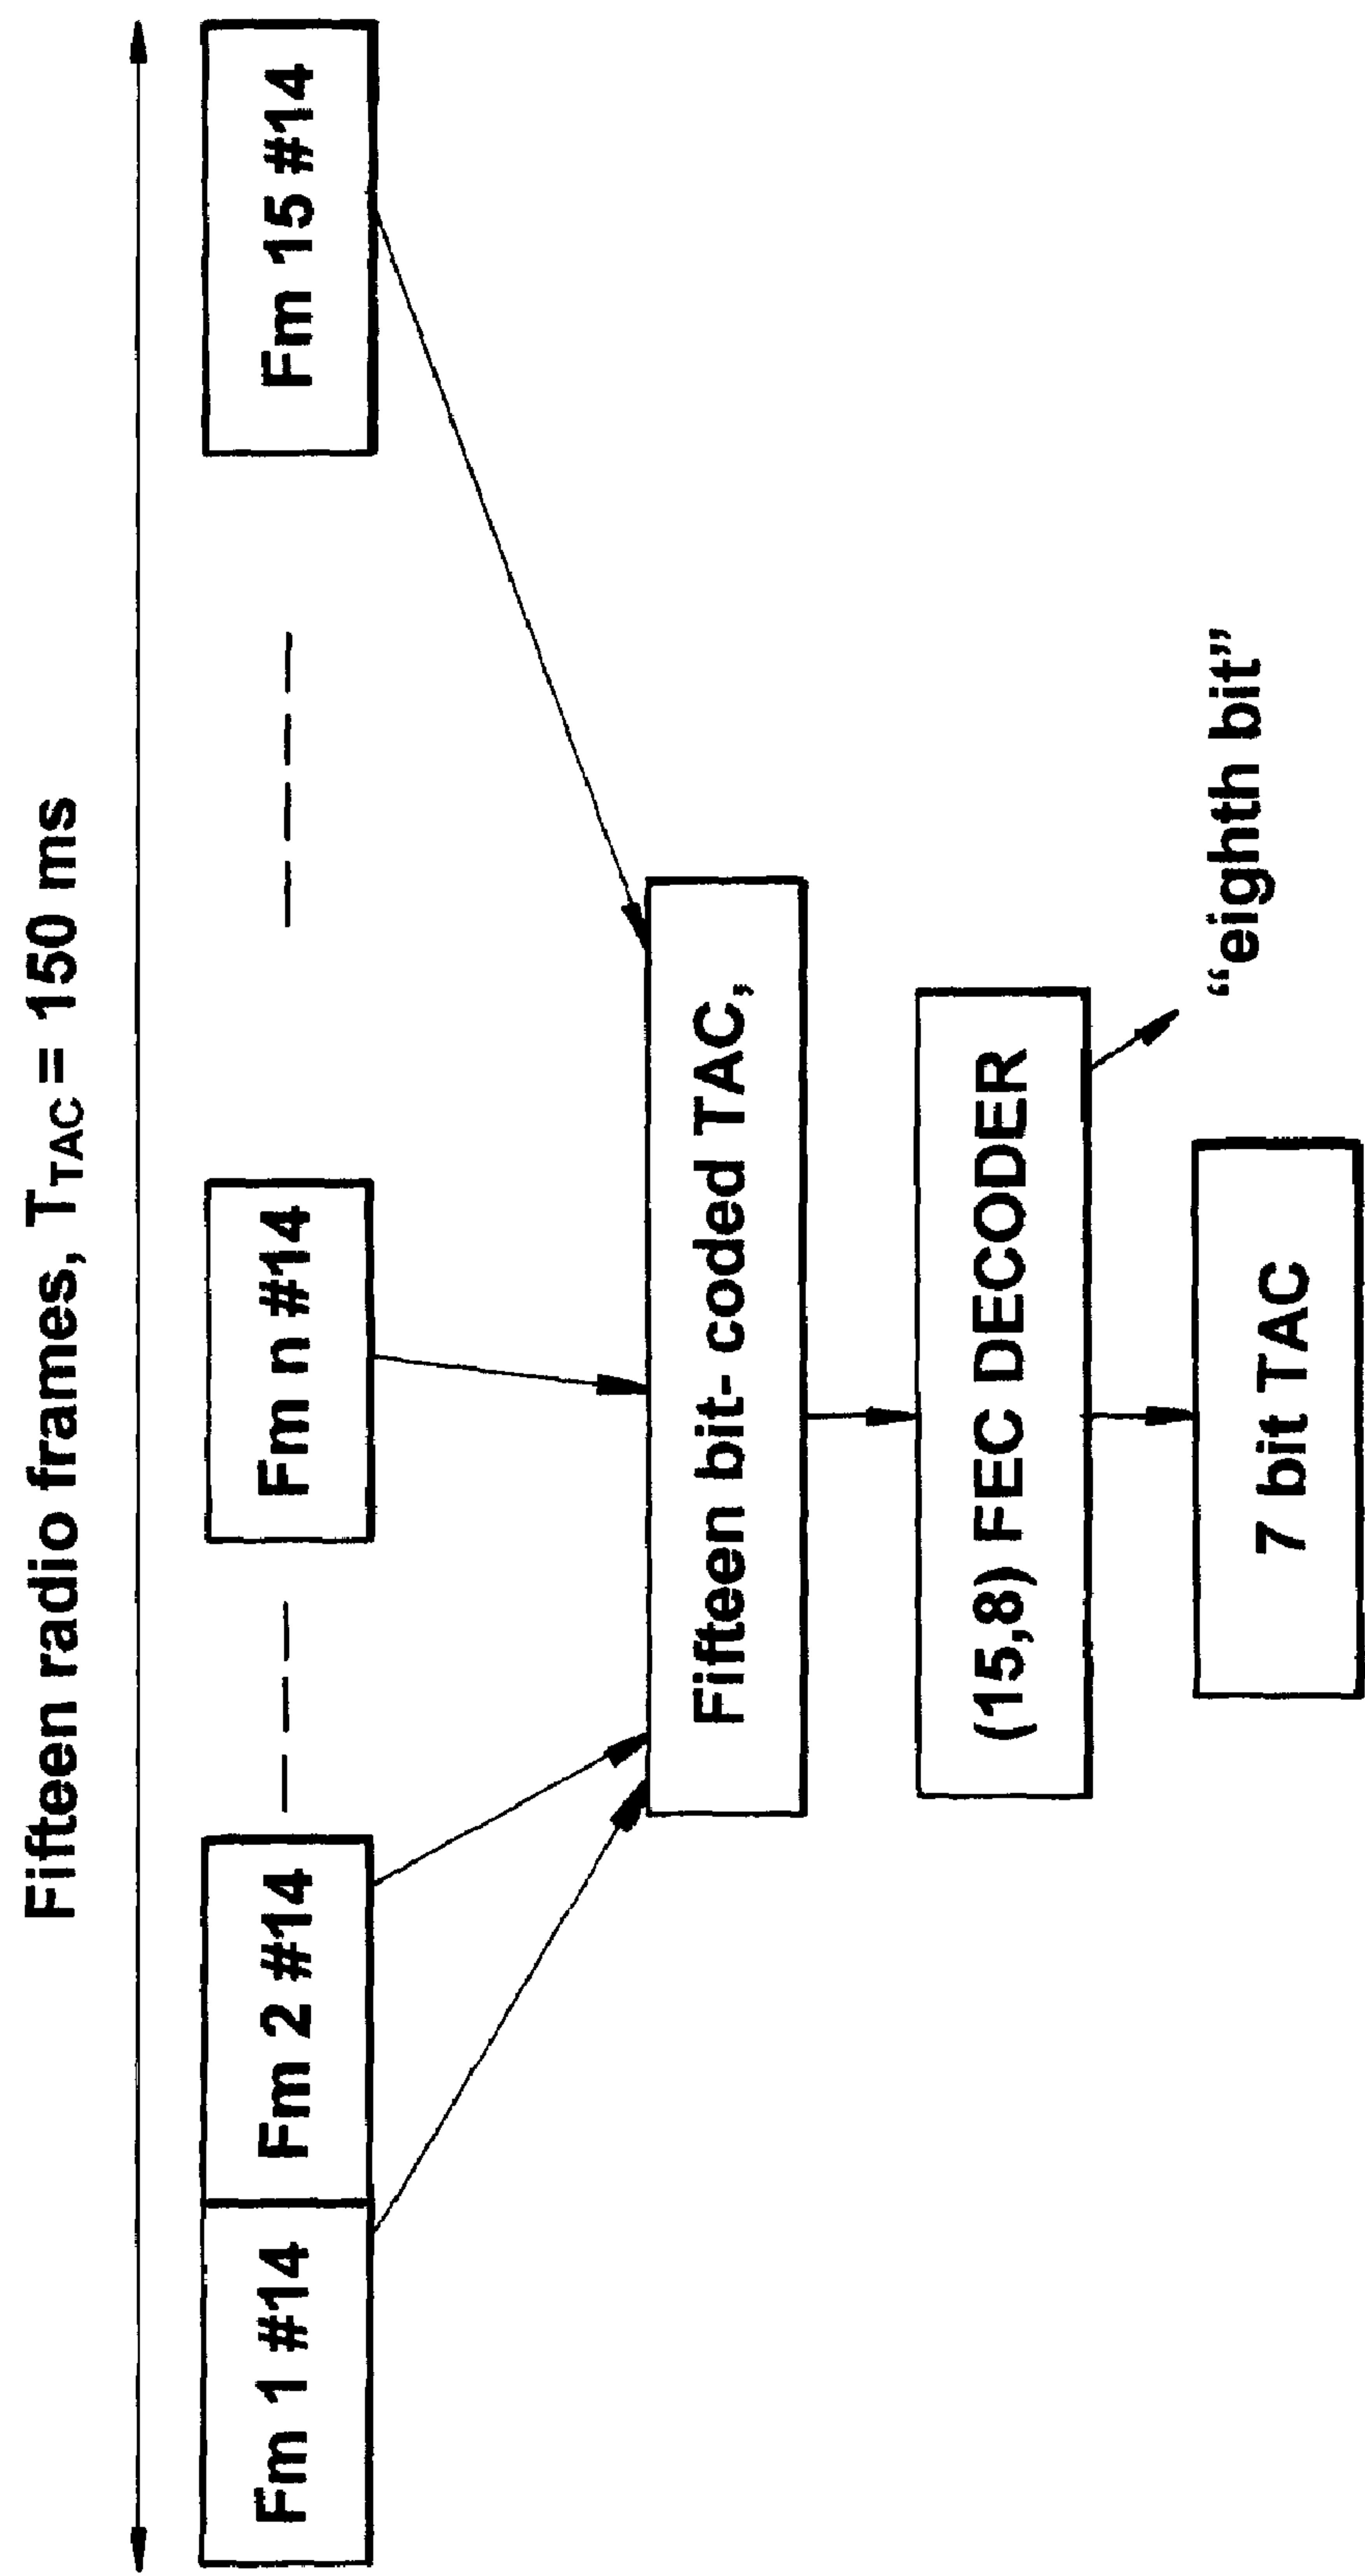 Fifteen radio frames, TTAC = 150 ms
Fm 1 #14
Fm 2 #14
Fm n #14
Fm 15 #14
Fifteen bit- coded TAC,
(15,8) FEC DECODER
“eighth bit”
7 bit TAC